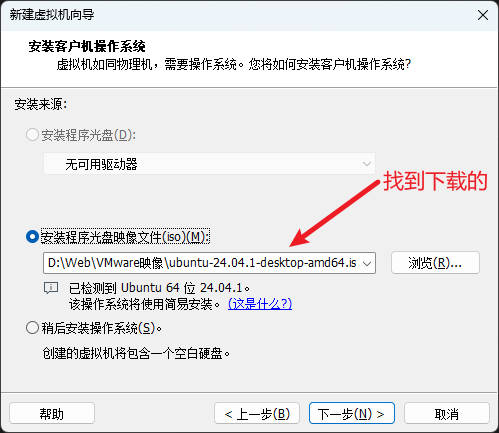 新建虚拟机向导
安装客户机操作系统
虚拟机如同物理机，需要操作系统。您将如何安装客户机操作系统?
安装来源:
安装程序光盘(D):
无可用驱动器
找到下载的
安装程序光盘映像文件(iso)(M):
D:\Web\VMware映像\ubuntu-24.04.1-desktop-amd64.is
浏览(R)...
已检测到 Ubuntu 64 位 24.04.1。
该操作系统将使用简易安装。(这是什么?)
稍后安装操作系统(S)。
创建的虚拟机将包含一个空白硬盘。
帮助
< 上一步(B)
下一步(N) >
取消